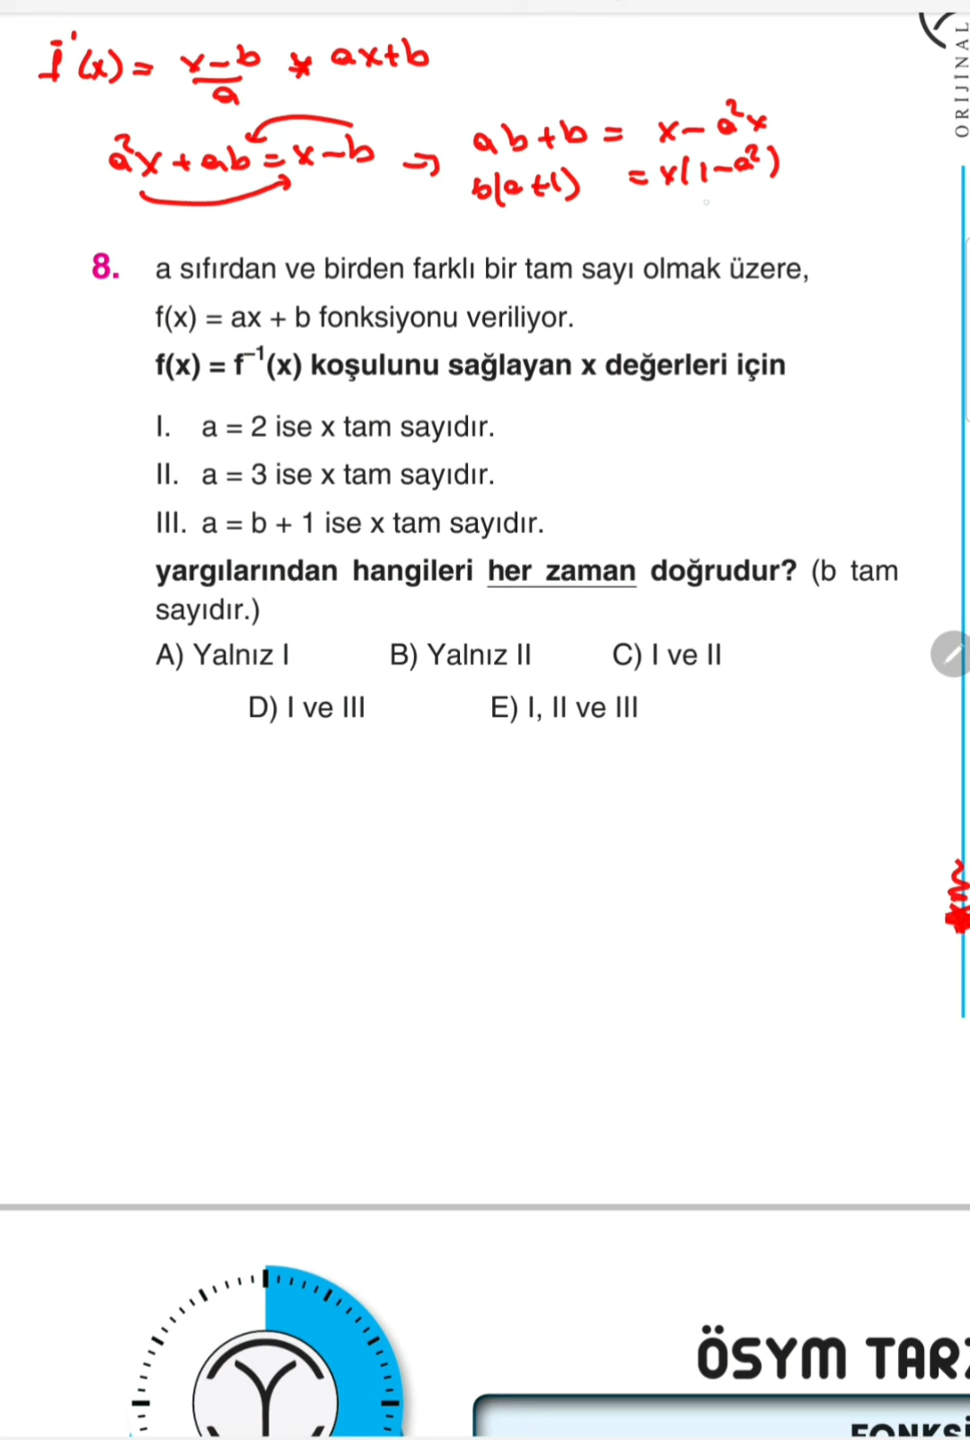 f'(x) = x-b/a * ax+b
a²x + ab = x-b => ab+b = x-a²x
b(a+1) = x(1-a²)
ORIJINAL
8. a sıfırdan ve birden farklı bir tam sayı olmak üzere,
f(x) = ax + b fonksiyonu veriliyor.
f(x) = f⁻¹(x) koşulunu sağlayan x değerleri için
I. a = 2 ise x tam sayıdır.
II. a = 3 ise x tam sayıdır.
III. a = b + 1 ise x tam sayıdır.
yargılarından hangileri her zaman doğrudur? (b tam
sayıdır.)
A) Yalnız I B) Yalnız II C) I ve II
D) I ve III E) I, II ve III
ÖSYM TAR